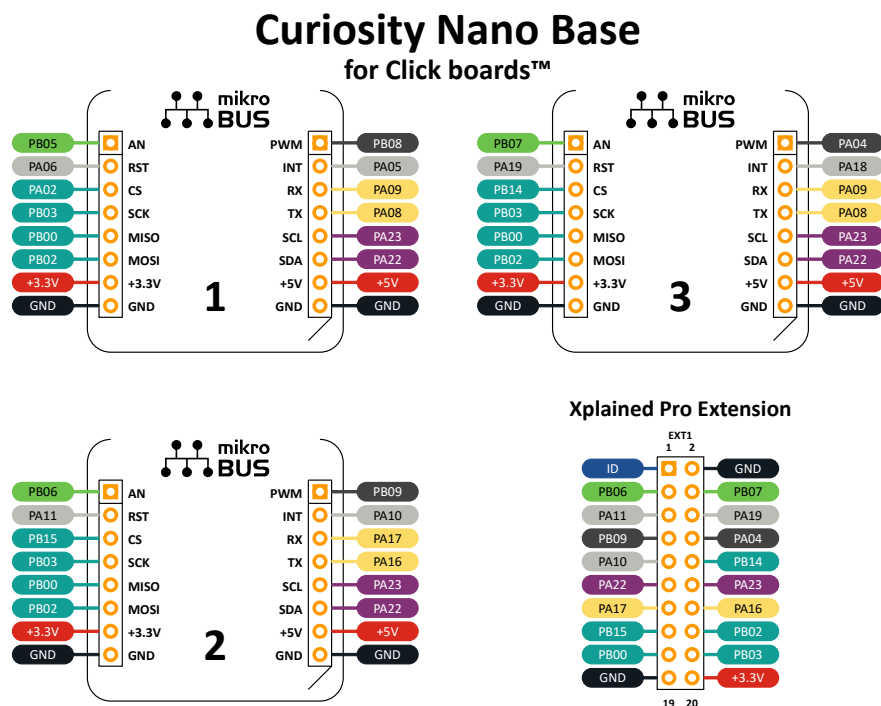 Curiosity Nano Base
for Click boards™
mikro
BUS
PB05 AN PWM PB08
PA06 RST INT PA05
PA02 CS RX PA09
PB03 SCK TX PA08
PB00 MISO SCL PA23
PB02 MOSI SDA PA22
+3.3V +3.3V +5V +5V
GND GND GND GND
1
mikro
BUS
PB07 AN PWM PA04
PA19 RST INT PA18
PB14 CS RX PA09
PB03 SCK TX PA08
PB00 MISO SCL PA23
PB02 MOSI SDA PA22
+3.3V +3.3V +5V +5V
GND GND GND GND
3
mikro
BUS
PB06 AN PWM PB09
PA11 RST INT PA10
PB15 CS RX PA17
PB03 SCK TX PA16
PB00 MISO SCL PA23
PB02 MOSI SDA PA22
+3.3V +3.3V +5V +5V
GND GND GND GND
2
Xplained Pro Extension
EXT1
1 2
ID GND
PB06 PB07
PA11 PA19
PB09 PA04
PA10 PB14
PA22 PA23
PA17 PA16
PB15 PB02
PB00 PB03
GND +3.3V
19 20